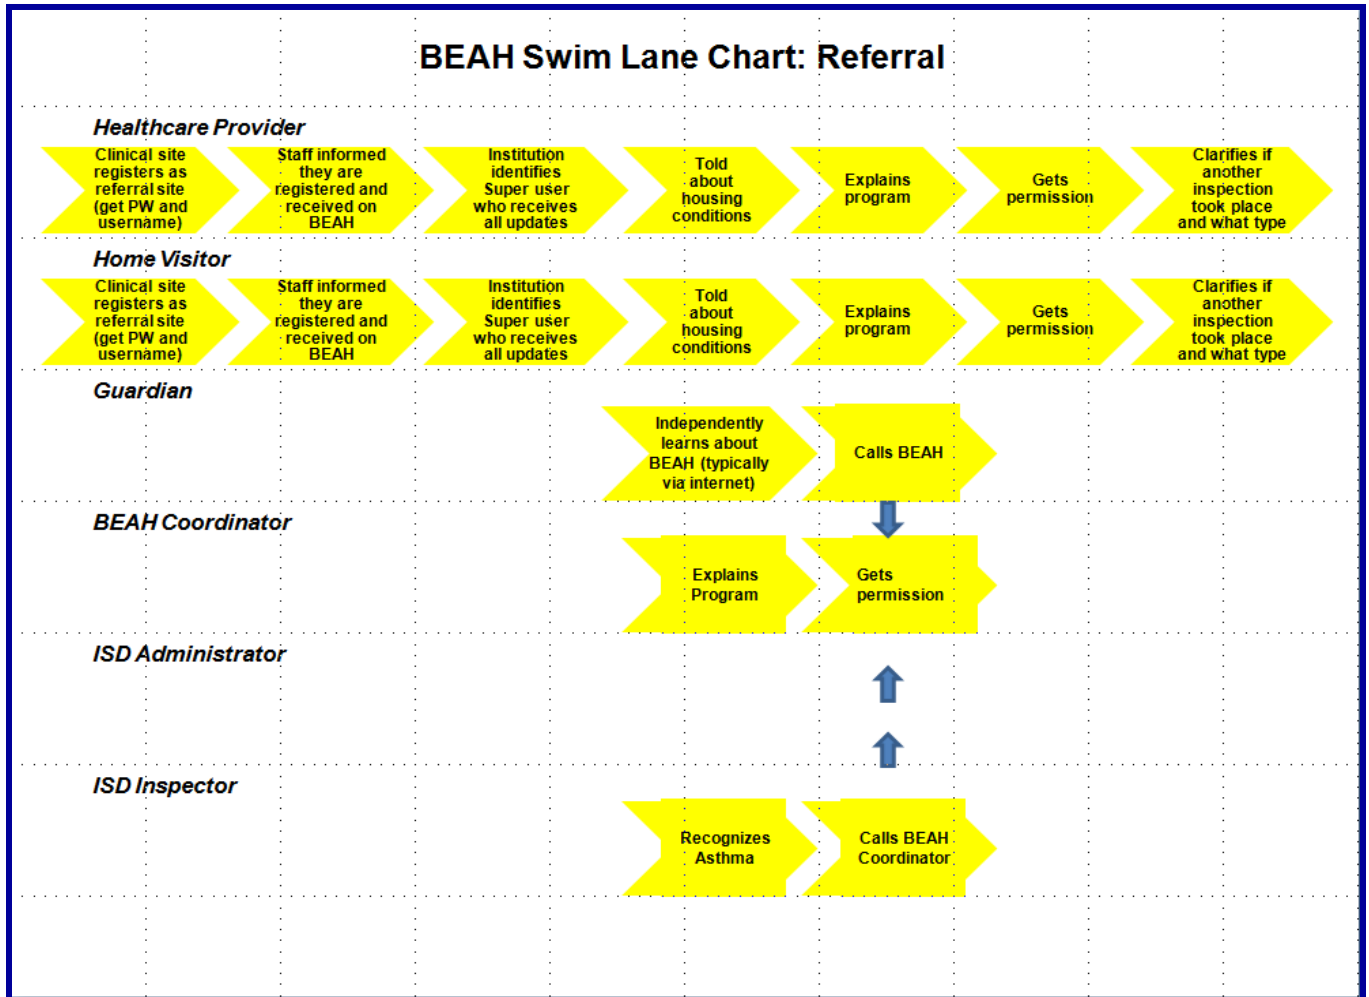 BEAH Swim Lane Chart: Referral
Healthcare Provider
Clinical site
registers as
referral site
(get PW and
username)
Staff informed
they are
registered and
received on
BEAH
Institution
identifies
Super user
who receives
all updates
Told
about
housing
conditions
Explains
program
Gets
permission
Clarifies if
another
inspection
took place
and what type
Home Visitor
Clinical site
registers as
referral site
(get PW and
username)
Staff informed
they are
registered and
received on
BEAH
Institution
identifies
Super user
who receives
all updates
Told
about
housing
conditions
Explains
program
Gets
permission
Clarifies if
another
inspection
took place
and what type
Guardian
Independently
learns about
BEAH (typically
via internet)
Calls BEAH
BEAH Coordinator
Explains
Program
Gets
permission
ISD Administrator
ISD Inspector
Recognizes
Asthma
Calls BEAH
Coordinator